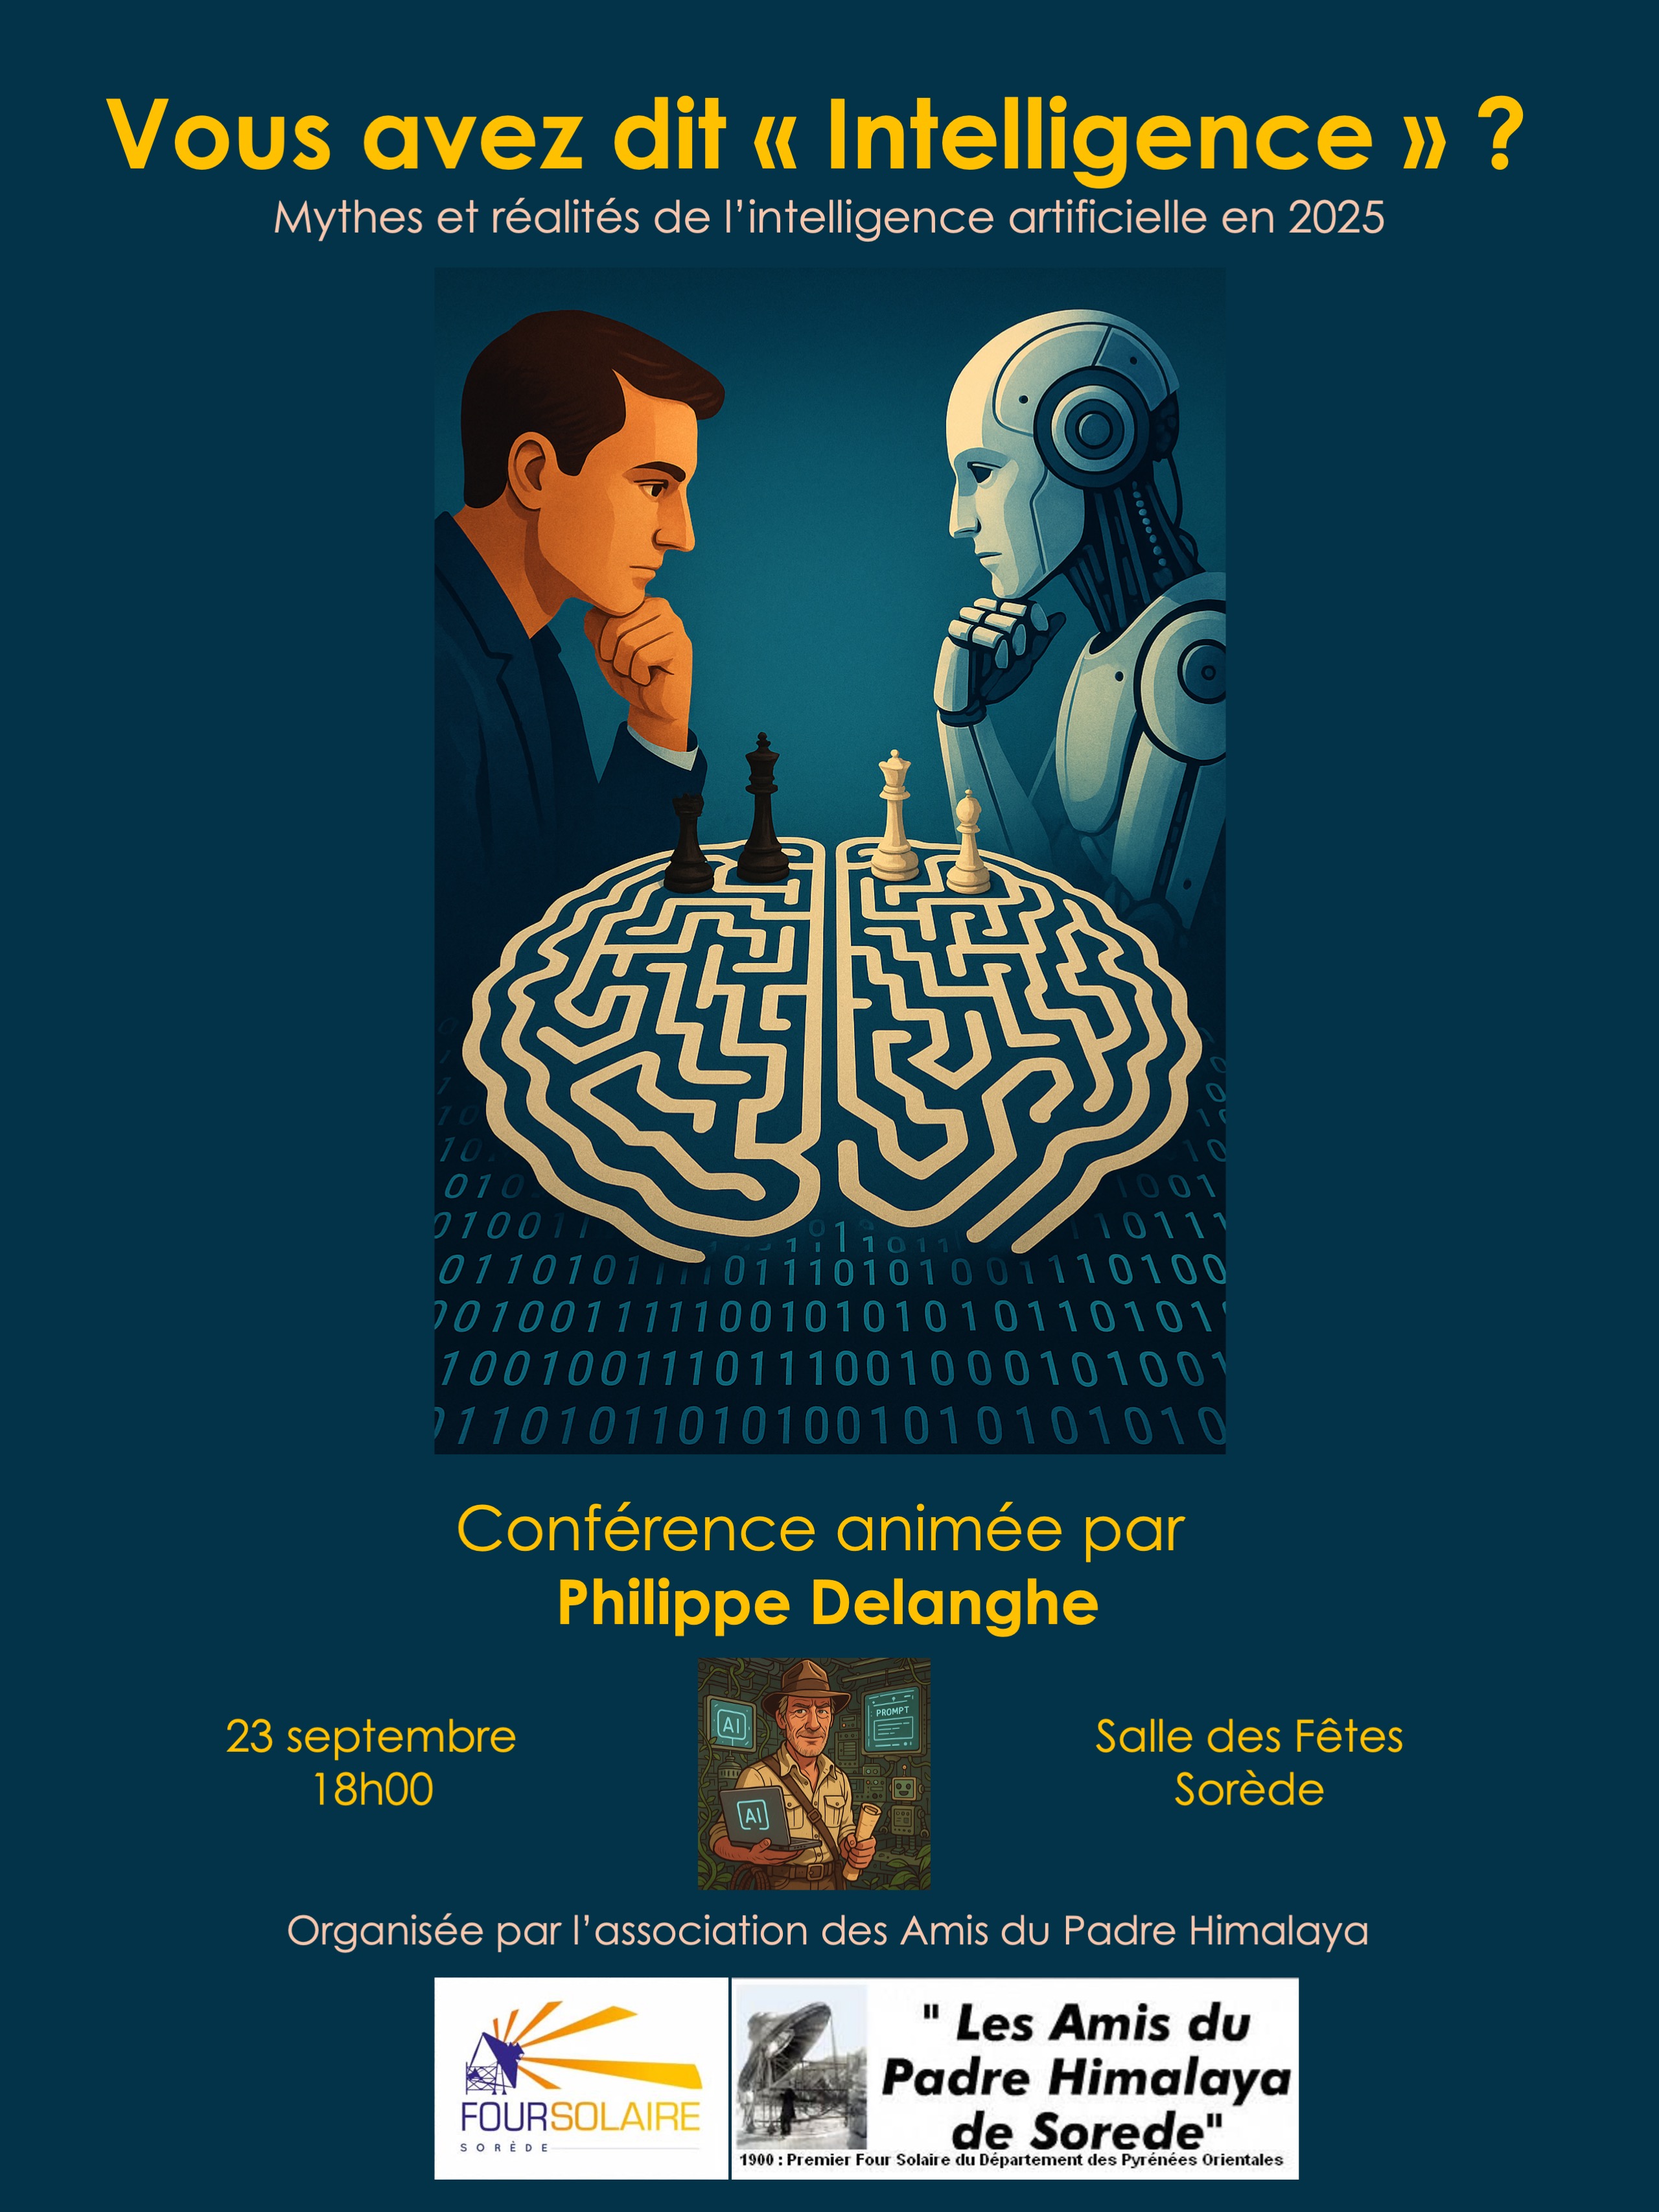 Vous avez dit « Intelligence » ?
Mythes et réalités de l’intelligence artificielle en 2025
Conférence animée par
Philippe Delanghe
23 septembre
18h00
AI
PROMPT
AI
Salle des Fêtes
Sorède
Organisée par l’association des Amis du Padre Himalaya
FOURSOLAIRE
SORÈDE
" Les Amis du
Padre Himalaya
de Sorede"
1900 : Premier Four Solaire du Département des Pyrénées Orientales